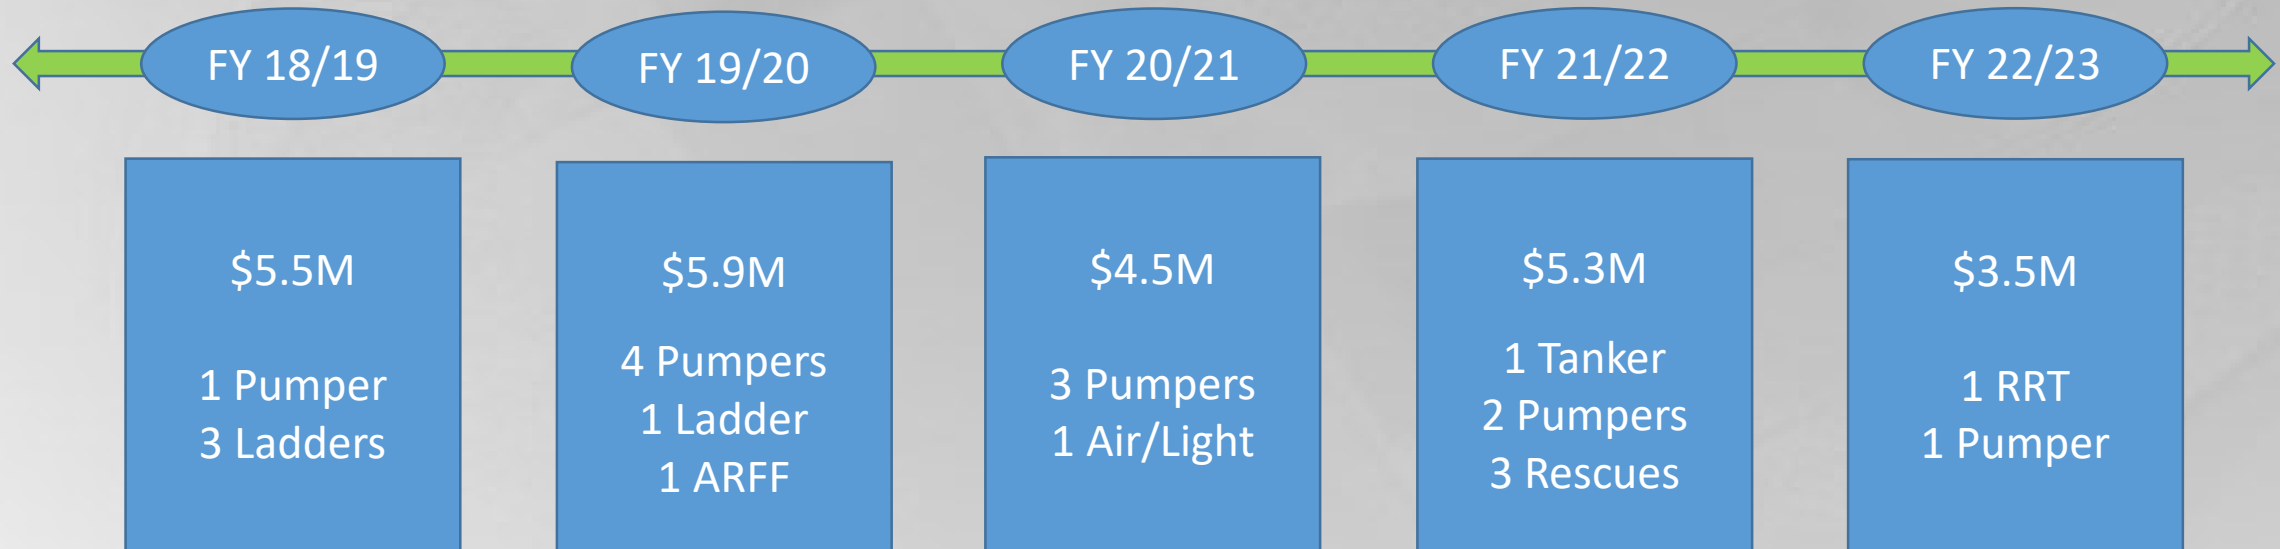 FY 18/19
FY 19/20
FY 20/21
FY 21/22
FY 22/23
$5.5M
1 Pumper
3 Ladders
$5.9M
4 Pumpers
1 Ladder
1 ARFF
$4.5M
3 Pumpers
1 Air/Light
$5.3M
1 Tanker
2 Pumpers
3 Rescues
$3.5M
1 RRT
1 Pumper